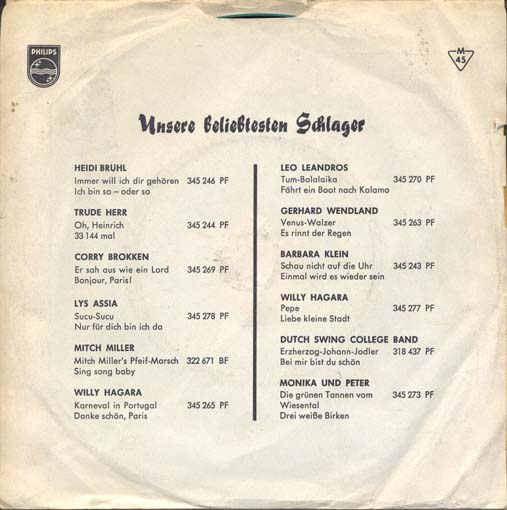 PHILIPS
M
45
Unsere beliebtesten Schlager
HEIDI BRÜHL
Immer will ich dir gehören 345 246 PF
Ich bin so – oder so
TRUDE HERR
Oh, Heinrich 345 244 PF
33 144 mal
CORRY BROKKEN
Er sah aus wie ein Lord 345 269 PF
Bonjour, Paris!
LYS ASSIA
Sucu-Sucu 345 278 PF
Nur für dich bin ich da
MITCH MILLER
Mitch Miller's Pfeif-Marsch 322 671 BF
Sing song baby
WILLY HAGARA
Karneval in Portugal 345 265 PF
Danke schön, Paris
LEO LEANDROS
Tum-Balalaika 345 270 PF
Fährt ein Boot nach Kalamo
GERHARD WENDLAND
Venus-Walzer 345 263 PF
Es rinnt der Regen
BARBARA KLEIN
Schau nicht auf die Uhr 345 243 PF
Einmal wird es wieder sein
WILLY HAGARA
Pepe 345 277 PF
Liebe kleine Stadt
DUTCH SWING COLLEGE BAND
Erzherzog-Johann-Jodler 318 437 PF
Bei mir bist du schön
MONIKA UND PETER
Die grünen Tannen vom 345 273 PF
Wiesental
Drei weiße Birken